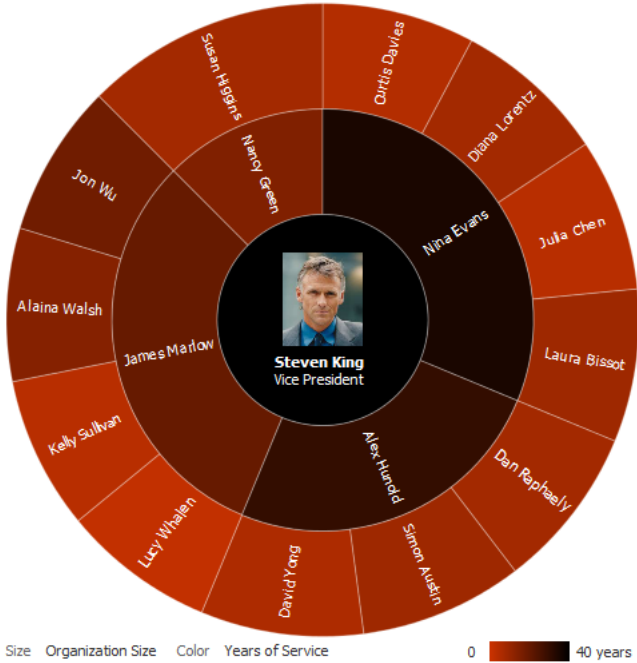 Susan Higgins
Curtis Davies
Diana Lorentz
Nancy Green
Nina Evans
Jon Wu
Julia Chen
Alaina Walsh
James Marlow
Laura Bissot
Steven King
Vice President
Kelly Sullivan
Alex Hunold
Dan Raphaely
Lucy Whalen
David Yong
Simon Austin
Size Organization Size Color Years of Service 0 40 years